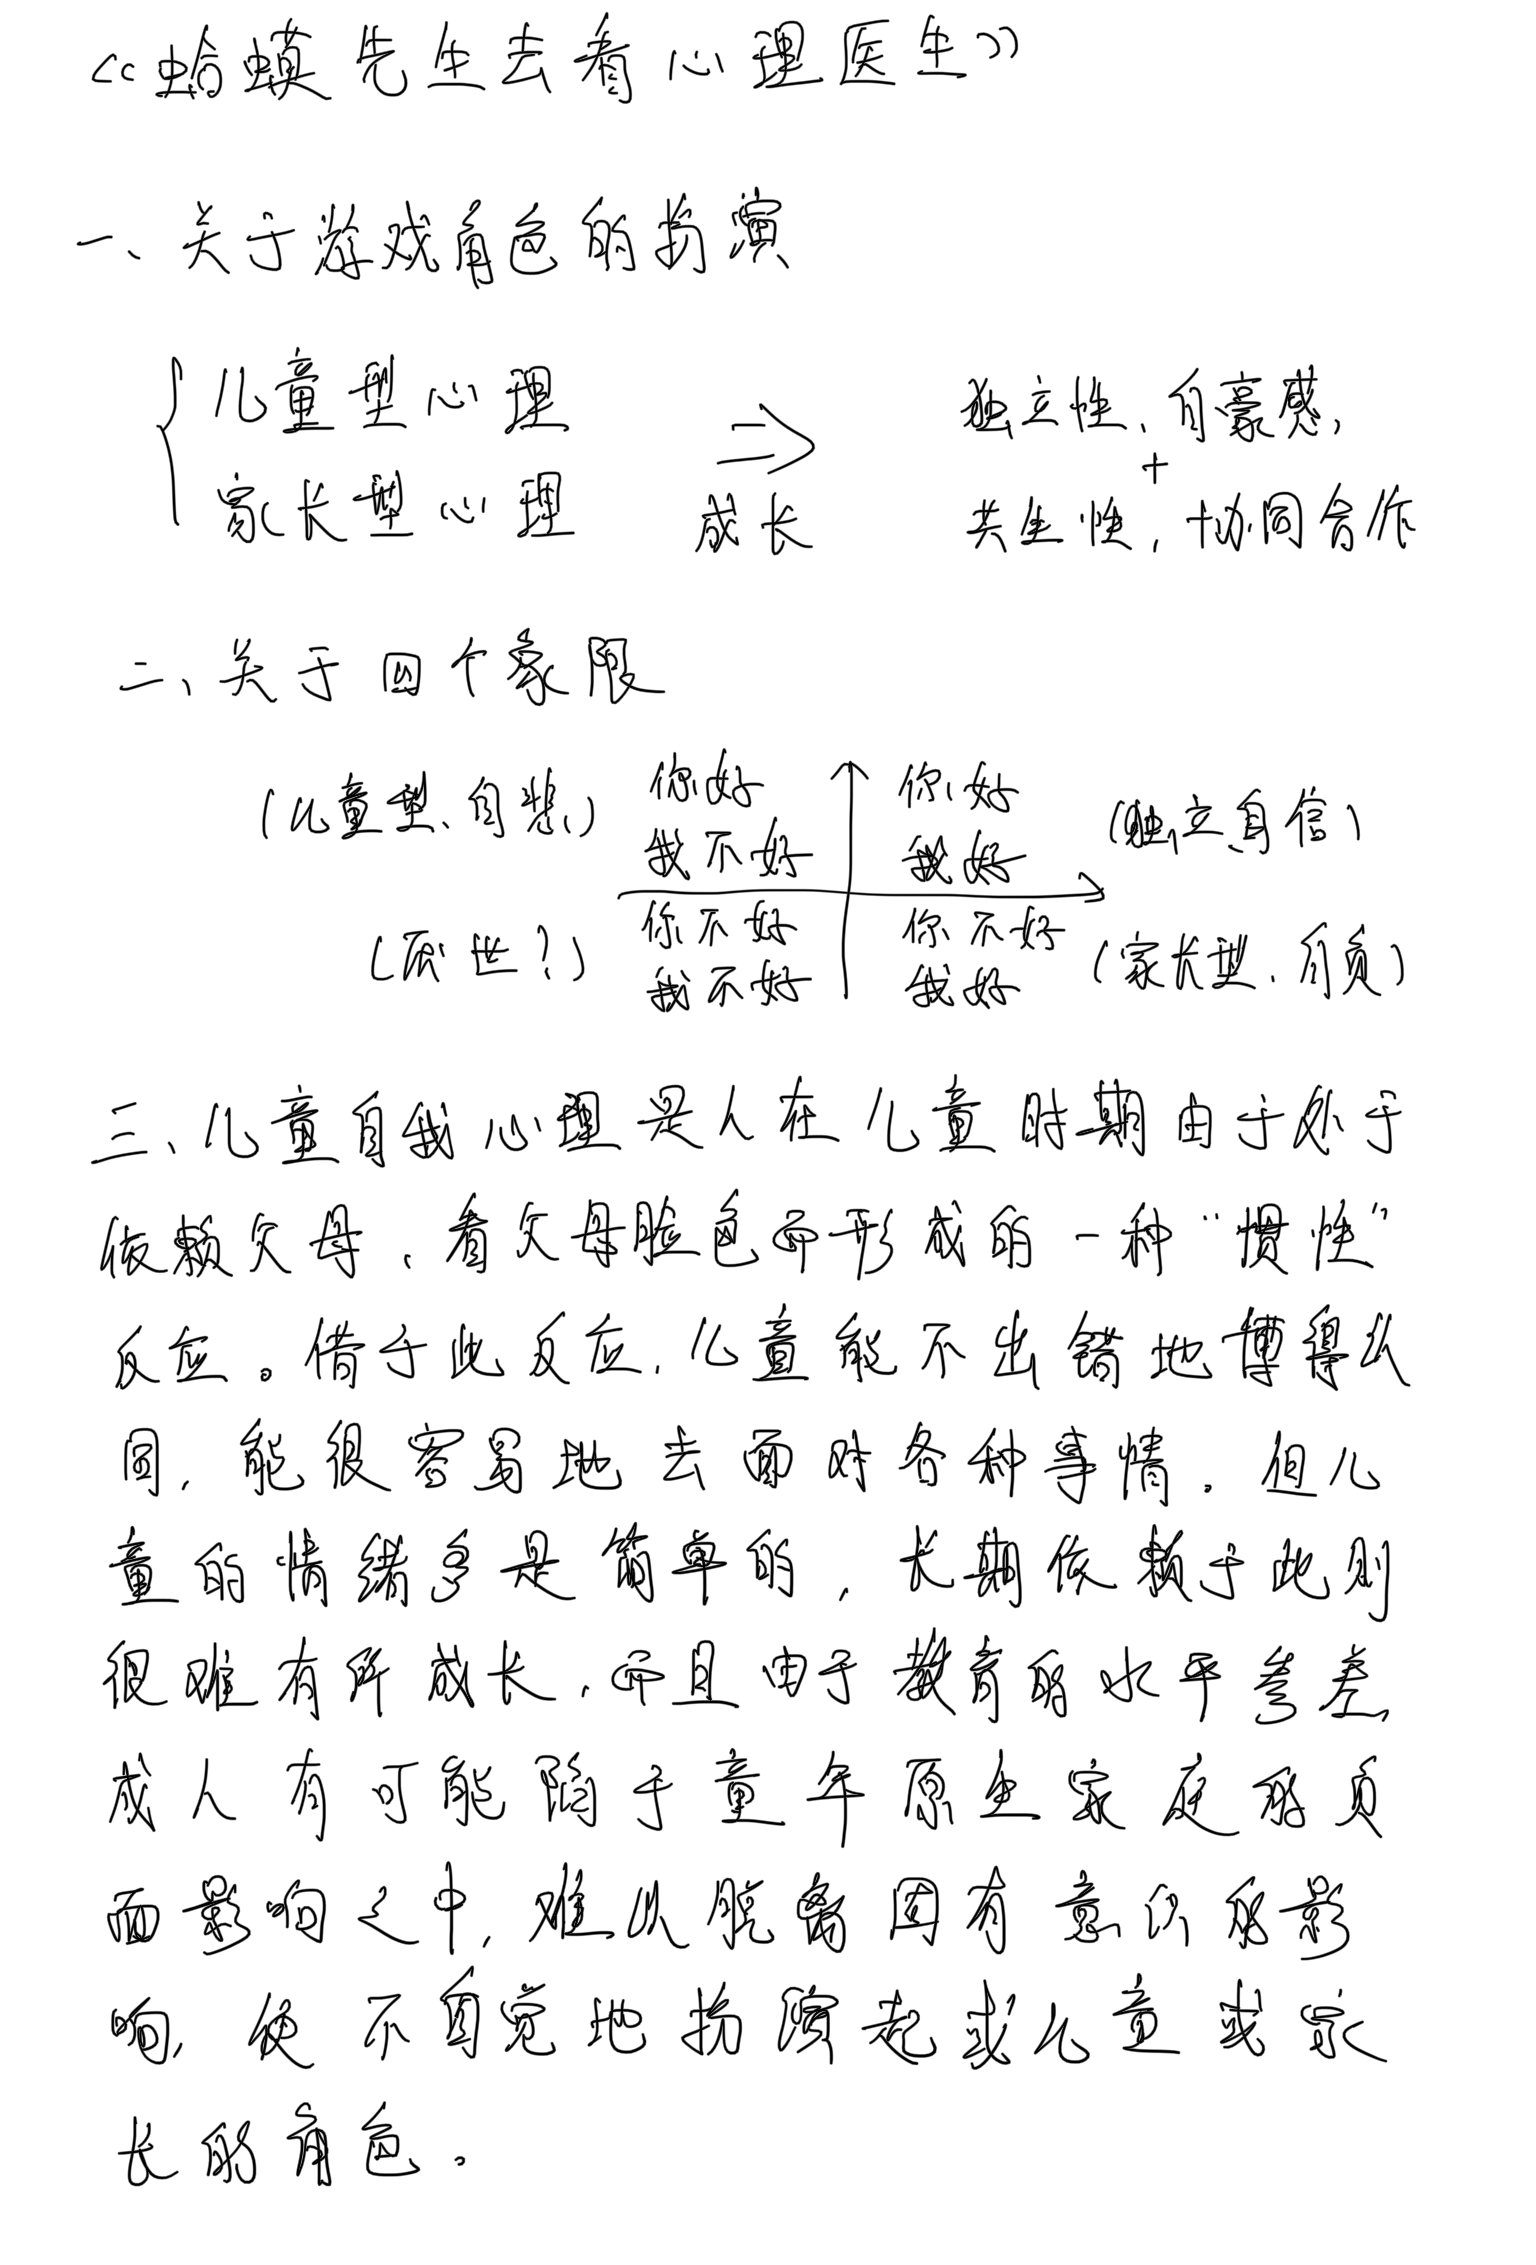 《蛤蟆先生去看心理医生》
一、关于游戏角色的扮演
儿童型心理
家长型心理
⇒
成长
独立性、自豪感,
+
共生性,协同合作
二、关于四个象限
(儿童型、自悲)
你好
我不好
你好
我好
(独立自信)
(厌世?)
你不好
我不好
你不好
我好
(家长型、自负)
三、儿童自我心理是人在儿童时期由于处于
依赖父母、看父母脸色而形成的一种“惯性”
反应。借于此反应,儿童能不出错地博得认
同,能很容易地去面对各种事情。但儿
童的情绪多是简单的,长期依赖于此则
很难有所成长,而且由于教育的水平参差,
成人有可能陷于童年原生家庭的负
面影响之中,难以脱离固有意识的影
响,使不自觉地扮演起或儿童或家
长的角色。